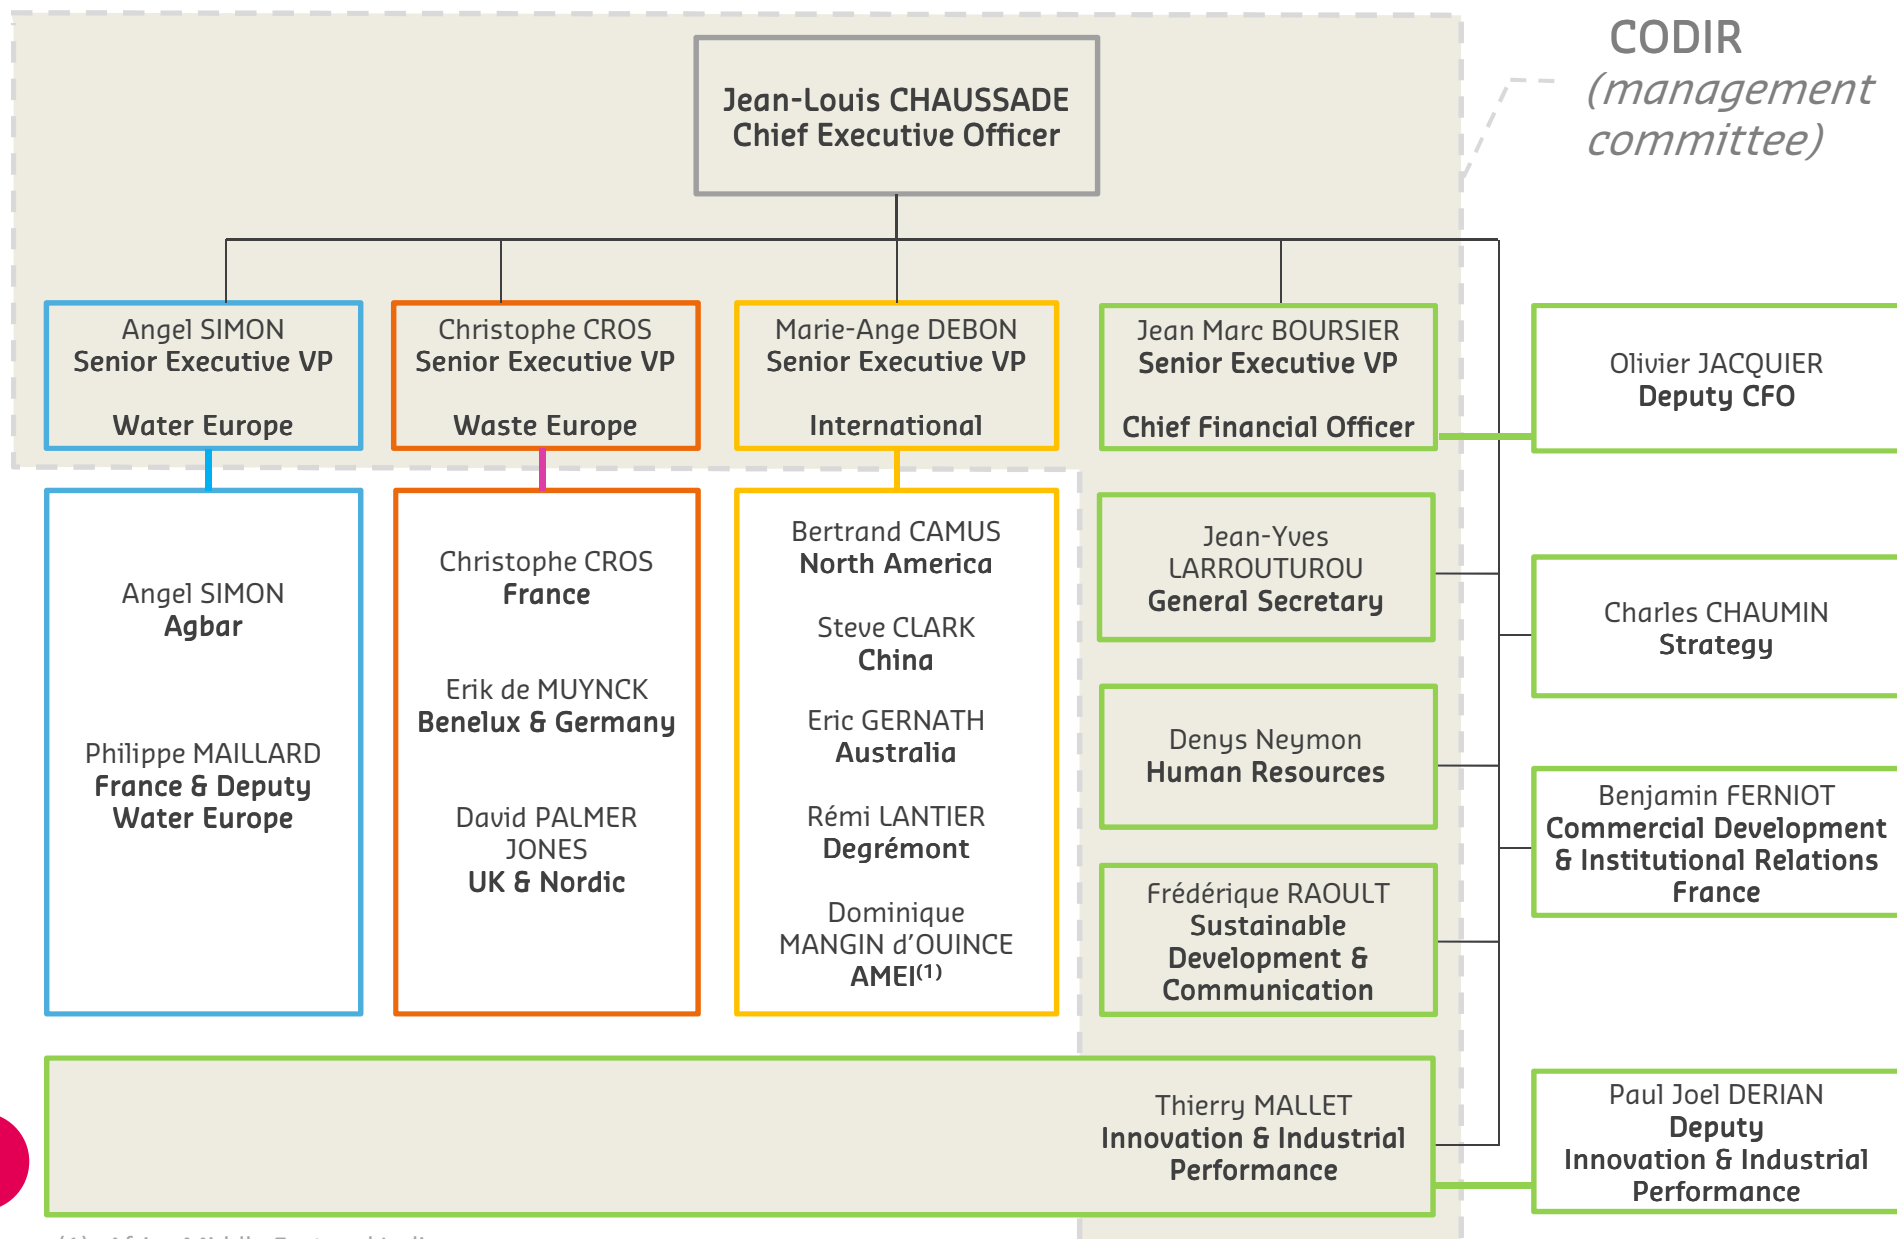 CODIR
(management
committee)
Jean-Louis CHAUSSADE
Chief Executive Officer
Angel SIMON
Senior Executive VP
Water Europe
Christophe CROS
Senior Executive VP
Waste Europe
Marie-Ange DEBON
Senior Executive VP
International
Jean Marc BOURSIER
Senior Executive VP
Chief Financial Officer
Olivier JACQUIER
Deputy CFO
Angel SIMON
Agbar
Philippe MAILLARD
France & Deputy
Water Europe
Christophe CROS
France
Erik de MUYNCK
Benelux & Germany
David PALMER
JONES
UK & Nordic
Bertrand CAMUS
North America
Steve CLARK
China
Eric GERNATH
Australia
Rémi LANTIER
Degrémont
Dominique
MANGIN d’OUINCE
AMEI(1)
Jean-Yves
LARROUTUROU
General Secretary
Denys Neymon
Human Resources
Frédérique RAOULT
Sustainable
Development &
Communication
Charles CHAUMIN
Strategy
Benjamin FERNIOT
Commercial Development
& Institutional Relations
France
Thierry MALLET
Innovation & Industrial
Performance
Paul Joel DERIAN
Deputy
Innovation & Industrial
Performance